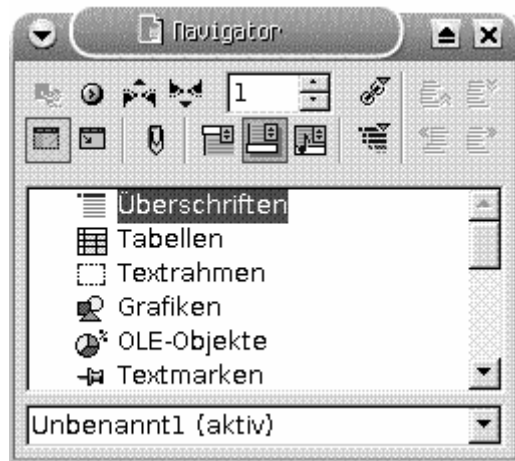 Navigator
1
Überschriften
Tabellen
Textrahmen
Grafiken
OLE-Objekte
Textmarken
Unbenannt1 (aktiv)